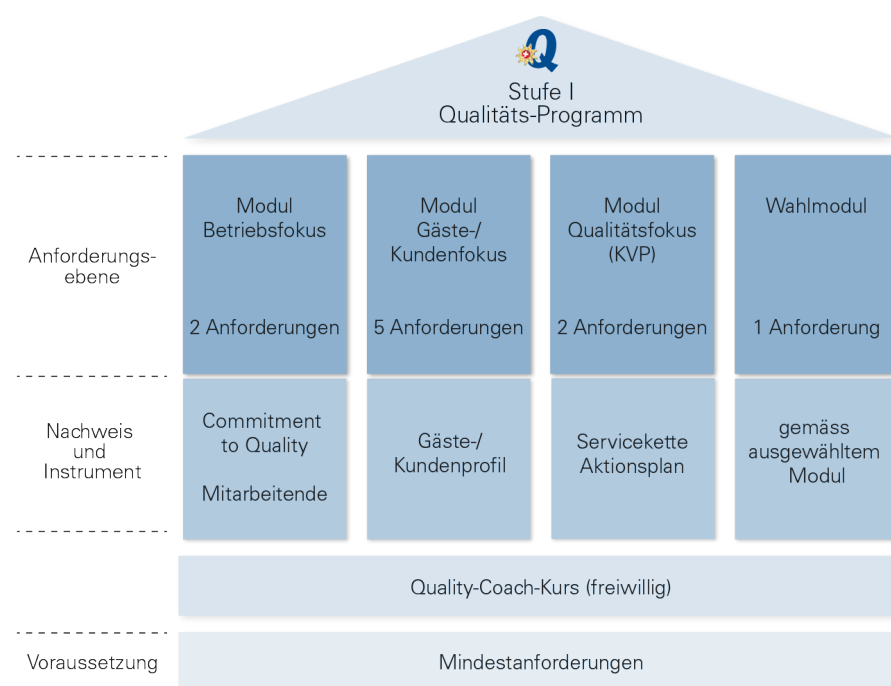 Q
Stufe I
Qualitäts-Programm
Anforderungs-
ebene
Modul
Betriebsfokus
2 Anforderungen
Modul
Gäste-/
Kundenfokus
5 Anforderungen
Modul
Qualitätsfokus
(KVP)
2 Anforderungen
Wahlmodul
1 Anforderung
Nachweis
und
Instrument
Commitment
to Quality
Mitarbeitende
Gäste-/
Kundenprofil
Servicekette
Aktionsplan
gemäss
ausgewähltem
Modul
Quality-Coach-Kurs (freiwillig)
Voraussetzung
Mindestanforderungen